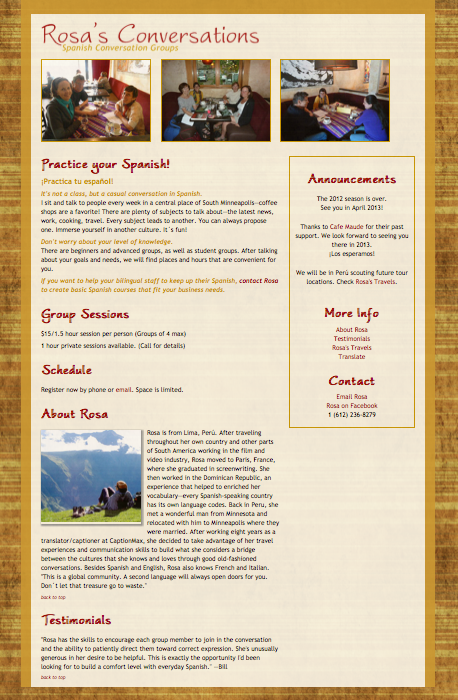 Rosa's Conversations
Spanish Conversation Groups
Practice your Spanish!
¡Practica tu español!
It's not a class, but a casual conversation in Spanish.
I sit and talk to people every week in a central place of South Minneapolis—coffee
shops are a favorite! There are plenty of subjects to talk about—the latest news,
work, cooking, travel. Every subject leads to another. You can always propose
one. Immerse yourself in another culture. It´s fun!
Don't worry about your level of knowledge.
There are beginners and advanced groups, as well as student groups. After talking
about your goals and needs, we will find places and hours that are convenient for
you.
If you want to help your bilingual staff to keep up their Spanish, contact Rosa
to create basic Spanish courses that fit your business needs.
Group Sessions
$15/1.5 hour session per person (Groups of 4 max)
1 hour private sessions available. (Call for details)
Schedule
Register now by phone or email. Space is limited.
About Rosa
Rosa is from Lima, Perú. After traveling
throughout her own country and other parts
of South America working in the film and
video industry, Rosa moved to Paris, France,
where she graduated in screenwriting. She
then worked in the Dominican Republic, an
experience that helped to enriched her
vocabulary—every Spanish-speaking country
has its own language codes. Back in Peru, she
met a wonderful man from Minnesota and
relocated with him to Minneapolis where they
were married. After working eight years as a
translator/captioner at CaptionMax, she decided to take advantage of her travel
experiences and communication skills to build what she considers a bridge
between the cultures that she knows and loves through good old-fashioned
conversations. Besides Spanish and English, Rosa also knows French and Italian.
"This is a global community. A second language will always open doors for you.
Don´t let that treasure go to waste."
back to top
Testimonials
"Rosa has the skills to encourage each group member to join in the conversation
and the ability to patiently direct them toward correct expression. She's unusually
generous in her desire to be helpful. This is exactly the opportunity I'd been
looking for to build a comfort level with everyday Spanish." —Bill
back to top
Announcements
The 2012 season is over.
See you in April 2013!
Thanks to Cafe Maude for their past
support. We look forward to seeing you
there in 2013.
¡Los esperamos!
We will be in Perú scouting future tour
locations. Check Rosa's Travels.
More Info
About Rosa
Testimonials
Rosa's Travels
Translate
Contact
Email Rosa
Rosa on Facebook
1 (612) 236-8279